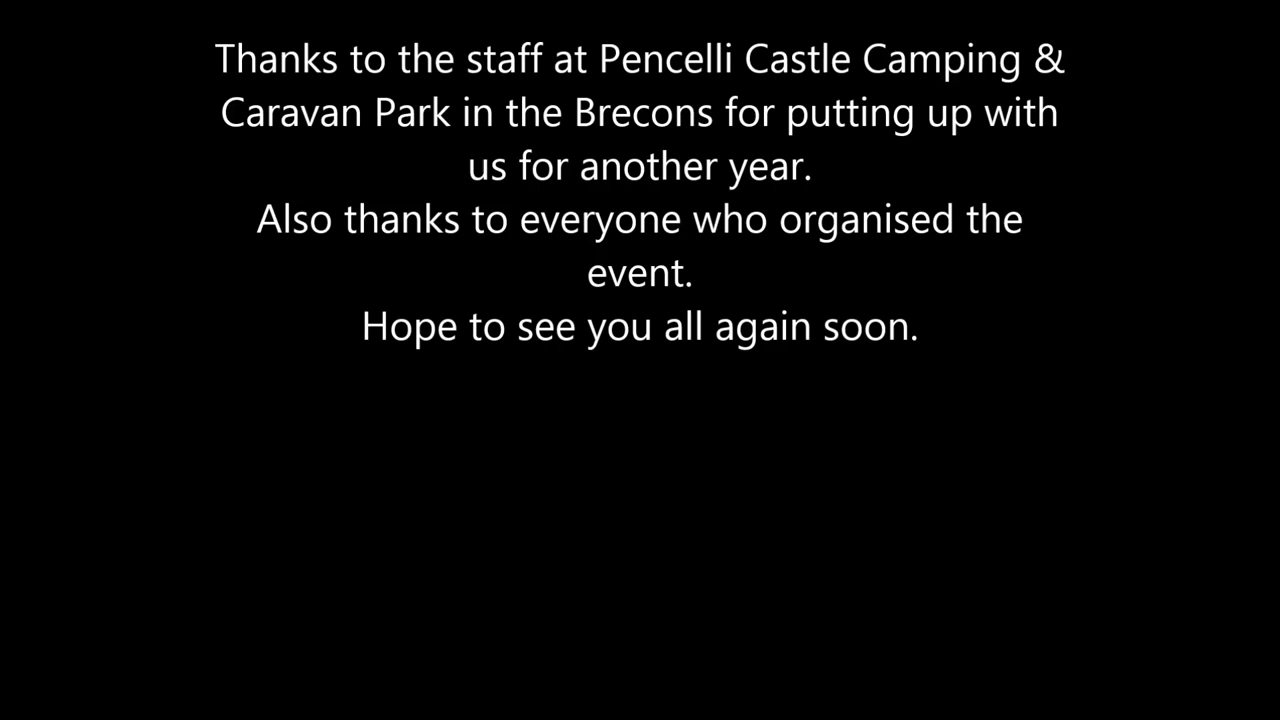 Thanks to the staff at Pencelli Castle Camping &
Caravan Park in the Brecons for putting up with
us for another year.
Also thanks to everyone who organised the
event.
Hope to see you all again soon.